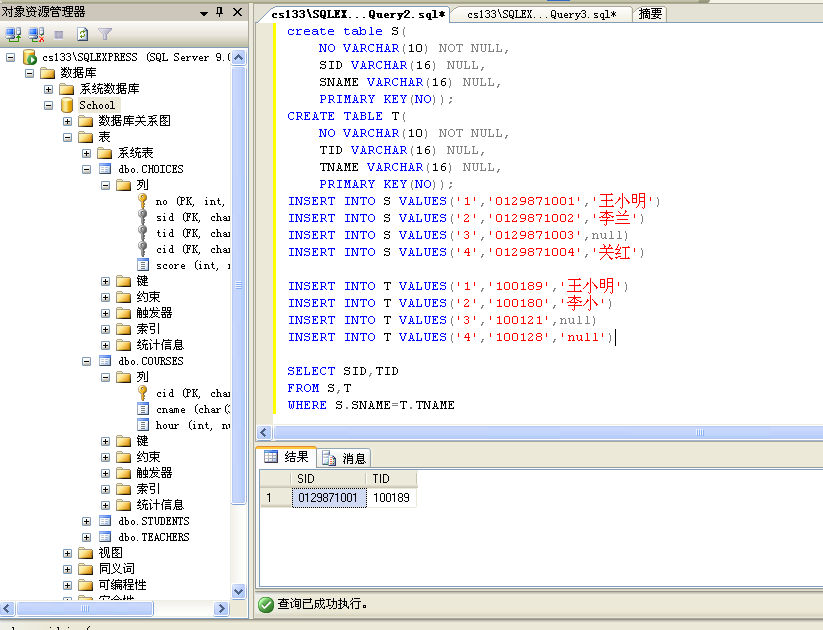 对象资源管理器
cs133\SQLEXPRESS (SQL Server 9.0
数据库
系统数据库
School
数据库关系图
表
系统表
dbo.CHOICES
列
no (PK, int,
sid (FK, char
tid (FK, char
cid (FK, char
score (int, n
键
约束
触发器
索引
统计信息
dbo.COURSES
列
cid (PK, char
cname (char(3
hour (int, nu
键
约束
触发器
索引
统计信息
dbo.STUDENTS
dbo.TEACHERS
视图
同义词
可编程性
安全性
cs133\SQLEX...Query2.sql*
cs133\SQLEX...Query3.sql*
摘要
create table S(
NO VARCHAR(10) NOT NULL,
SID VARCHAR(16) NULL,
SNAME VARCHAR(16) NULL,
PRIMARY KEY(NO));
CREATE TABLE T(
NO VARCHAR(10) NOT NULL,
TID VARCHAR(16) NULL,
TNAME VARCHAR(16) NULL,
PRIMARY KEY(NO));
INSERT INTO S VALUES('1','0129871001','王小明')
INSERT INTO S VALUES('2','0129871002','李兰')
INSERT INTO S VALUES('3','0129871003',null)
INSERT INTO S VALUES('4','0129871004','关红')
INSERT INTO T VALUES('1','100189','王小明')
INSERT INTO T VALUES('2','100180','李小')
INSERT INTO T VALUES('3','100121',null)
INSERT INTO T VALUES('4','100128','null')
SELECT SID,TID
FROM S,T
WHERE S.SNAME=T.TNAME
结果
消息
SID TID
1 0129871001 100189
查询已成功执行。